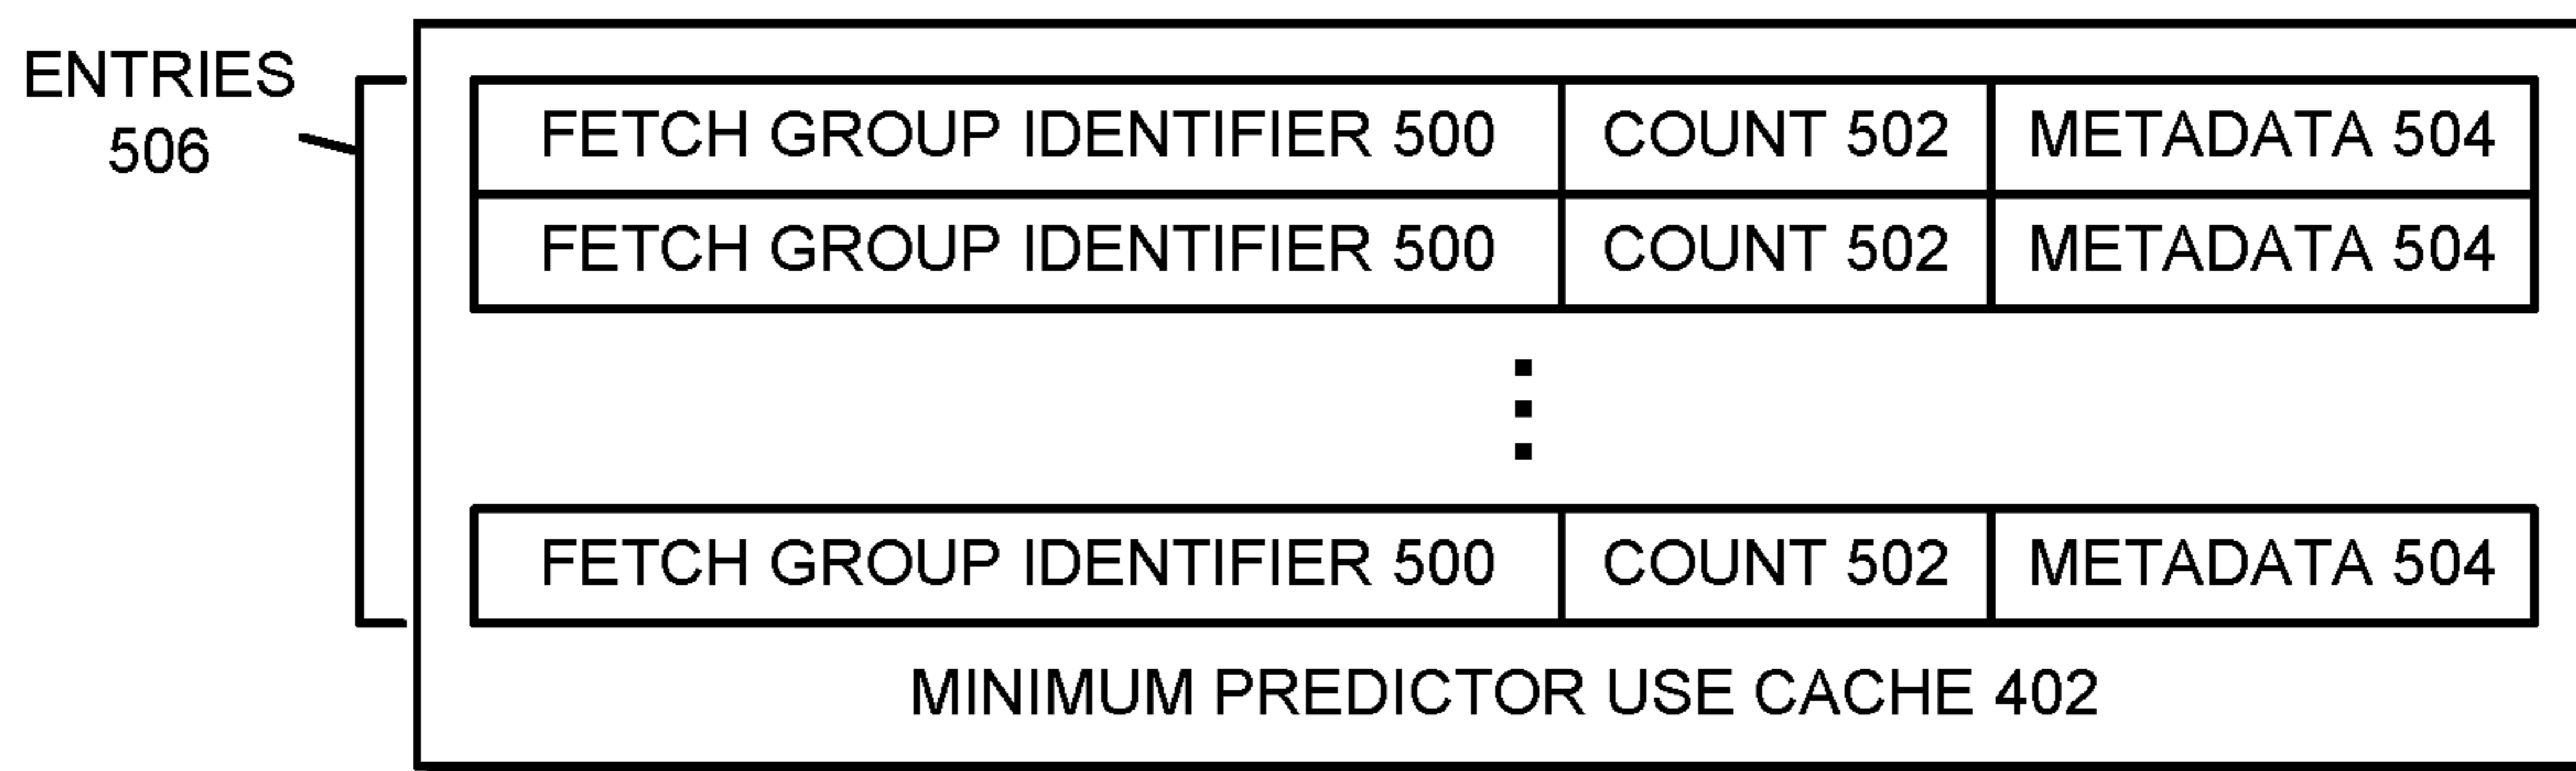 ENTRIES
506
FETCH GROUP IDENTIFIER 500 COUNT 502 METADATA 504
FETCH GROUP IDENTIFIER 500 COUNT 502 METADATA 504
FETCH GROUP IDENTIFIER 500 COUNT 502 METADATA 504
MINIMUM PREDICTOR USE CACHE 402